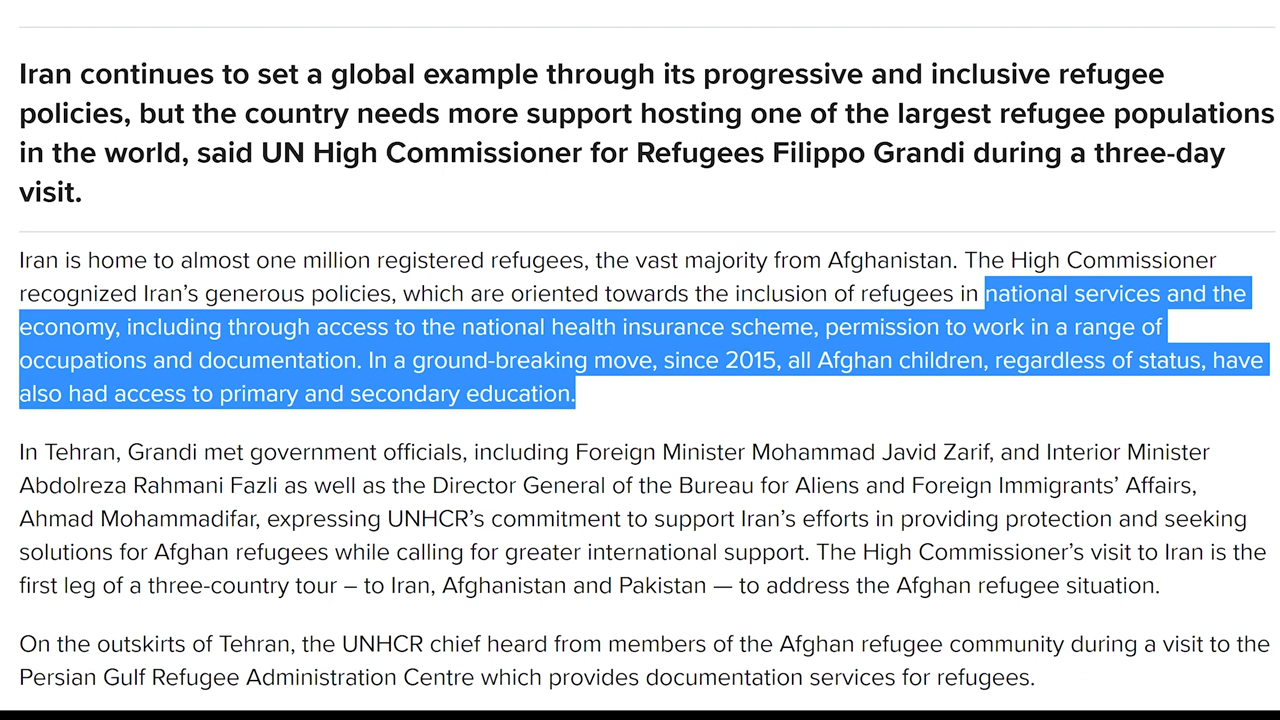 Iran continues to set a global example through its progressive and inclusive refugee
policies, but the country needs more support hosting one of the largest refugee populations
in the world, said UN High Commissioner for Refugees Filippo Grandi during a three-day
visit.
Iran is home to almost one million registered refugees, the vast majority from Afghanistan. The High Commissioner
recognized Iran’s generous policies, which are oriented towards the inclusion of refugees in national services and the
economy, including through access to the national health insurance scheme, permission to work in a range of
occupations and documentation. In a ground-breaking move, since 2015, all Afghan children, regardless of status, have
also had access to primary and secondary education.
In Tehran, Grandi met government officials, including Foreign Minister Mohammad Javid Zarif, and Interior Minister
Abdolreza Rahmani Fazli as well as the Director General of the Bureau for Aliens and Foreign Immigrants’ Affairs,
Ahmad Mohammadifar, expressing UNHCR’s commitment to support Iran’s efforts in providing protection and seeking
solutions for Afghan refugees while calling for greater international support. The High Commissioner’s visit to Iran is the
first leg of a three-country tour – to Iran, Afghanistan and Pakistan — to address the Afghan refugee situation.
On the outskirts of Tehran, the UNHCR chief heard from members of the Afghan refugee community during a visit to the
Persian Gulf Refugee Administration Centre which provides documentation services for refugees.